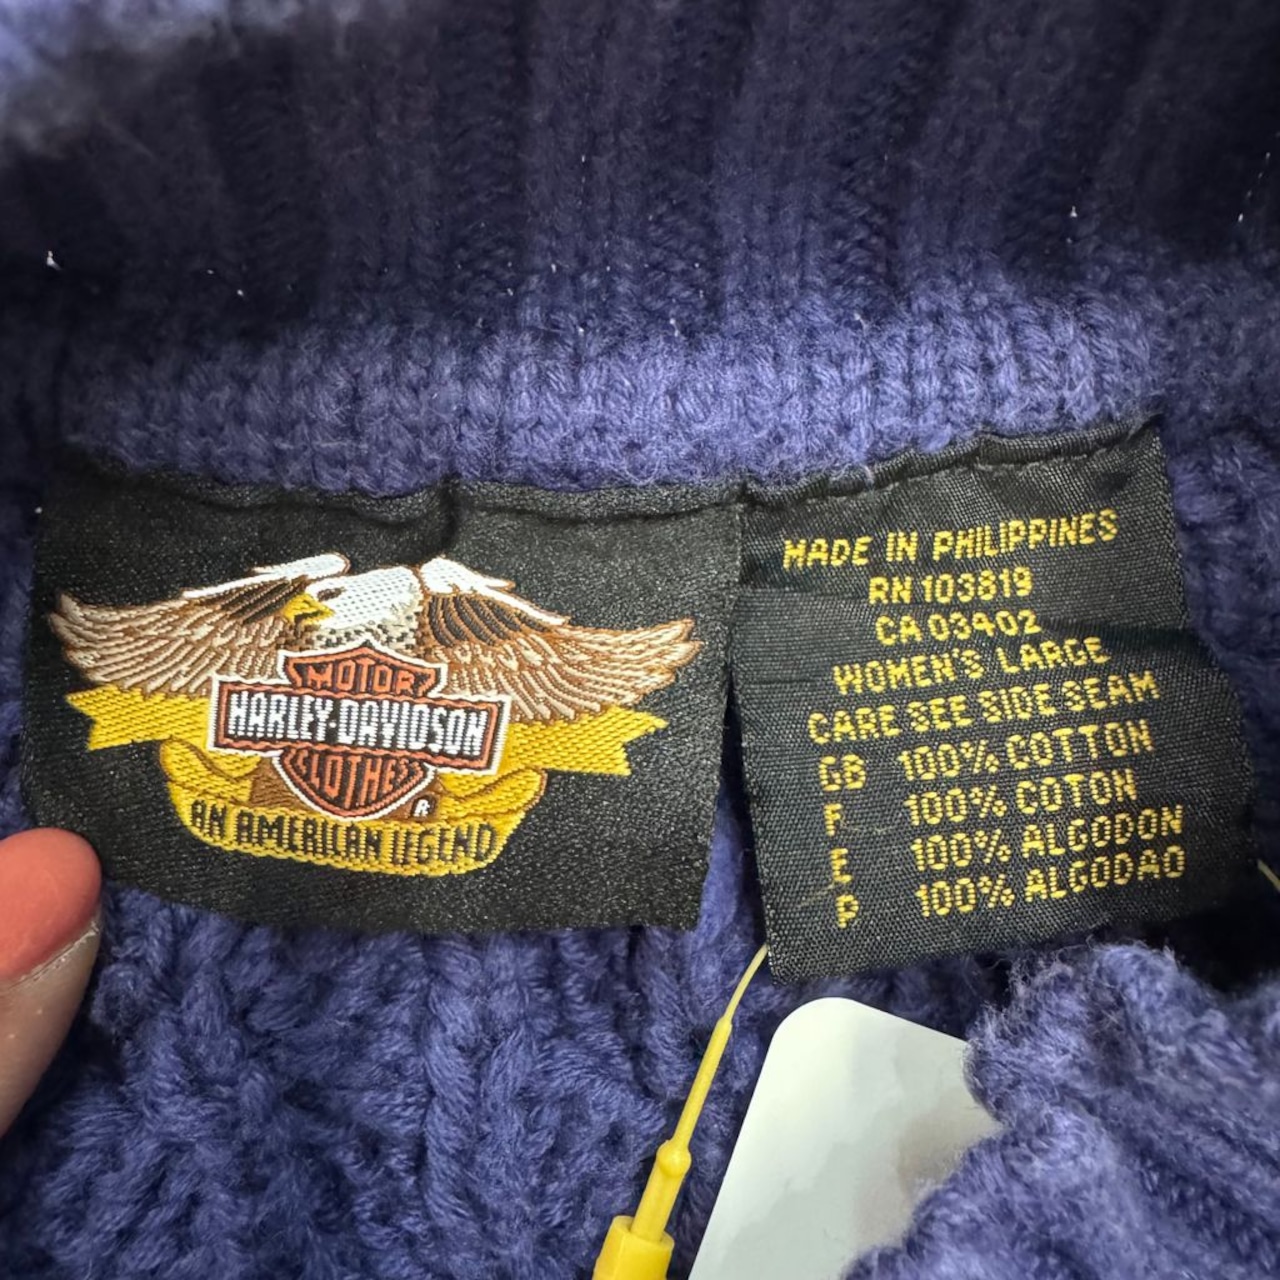 MOTOR
HARLEY-DAVIDSON
CLOTHES
R
AN AMERICAN LEGEND
MADE IN PHILIPPINES
RN 103819
CA 03402
WOMEN'S LARGE
CARE SEE SIDE SEAM
GB 100% COTTON
F 100% COTON
E 100% ALGODON
P 100% ALGODAO